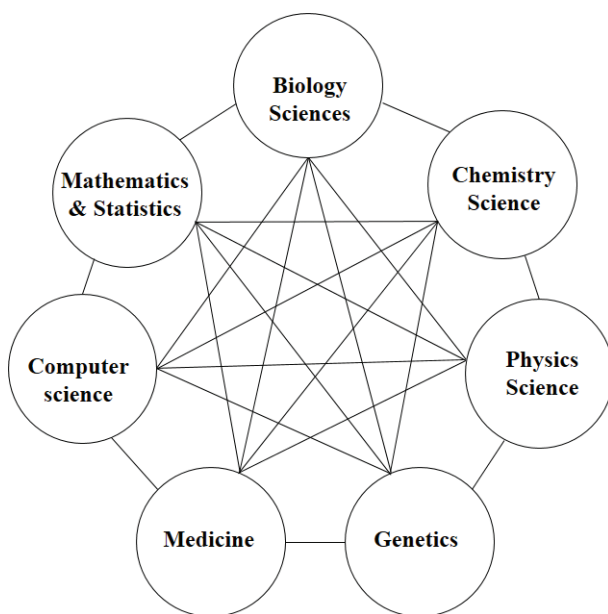 Biology
Sciences
Chemistry
Science
Mathematics
& Statistics
Physics
Science
Computer
science
Medicine
Genetics